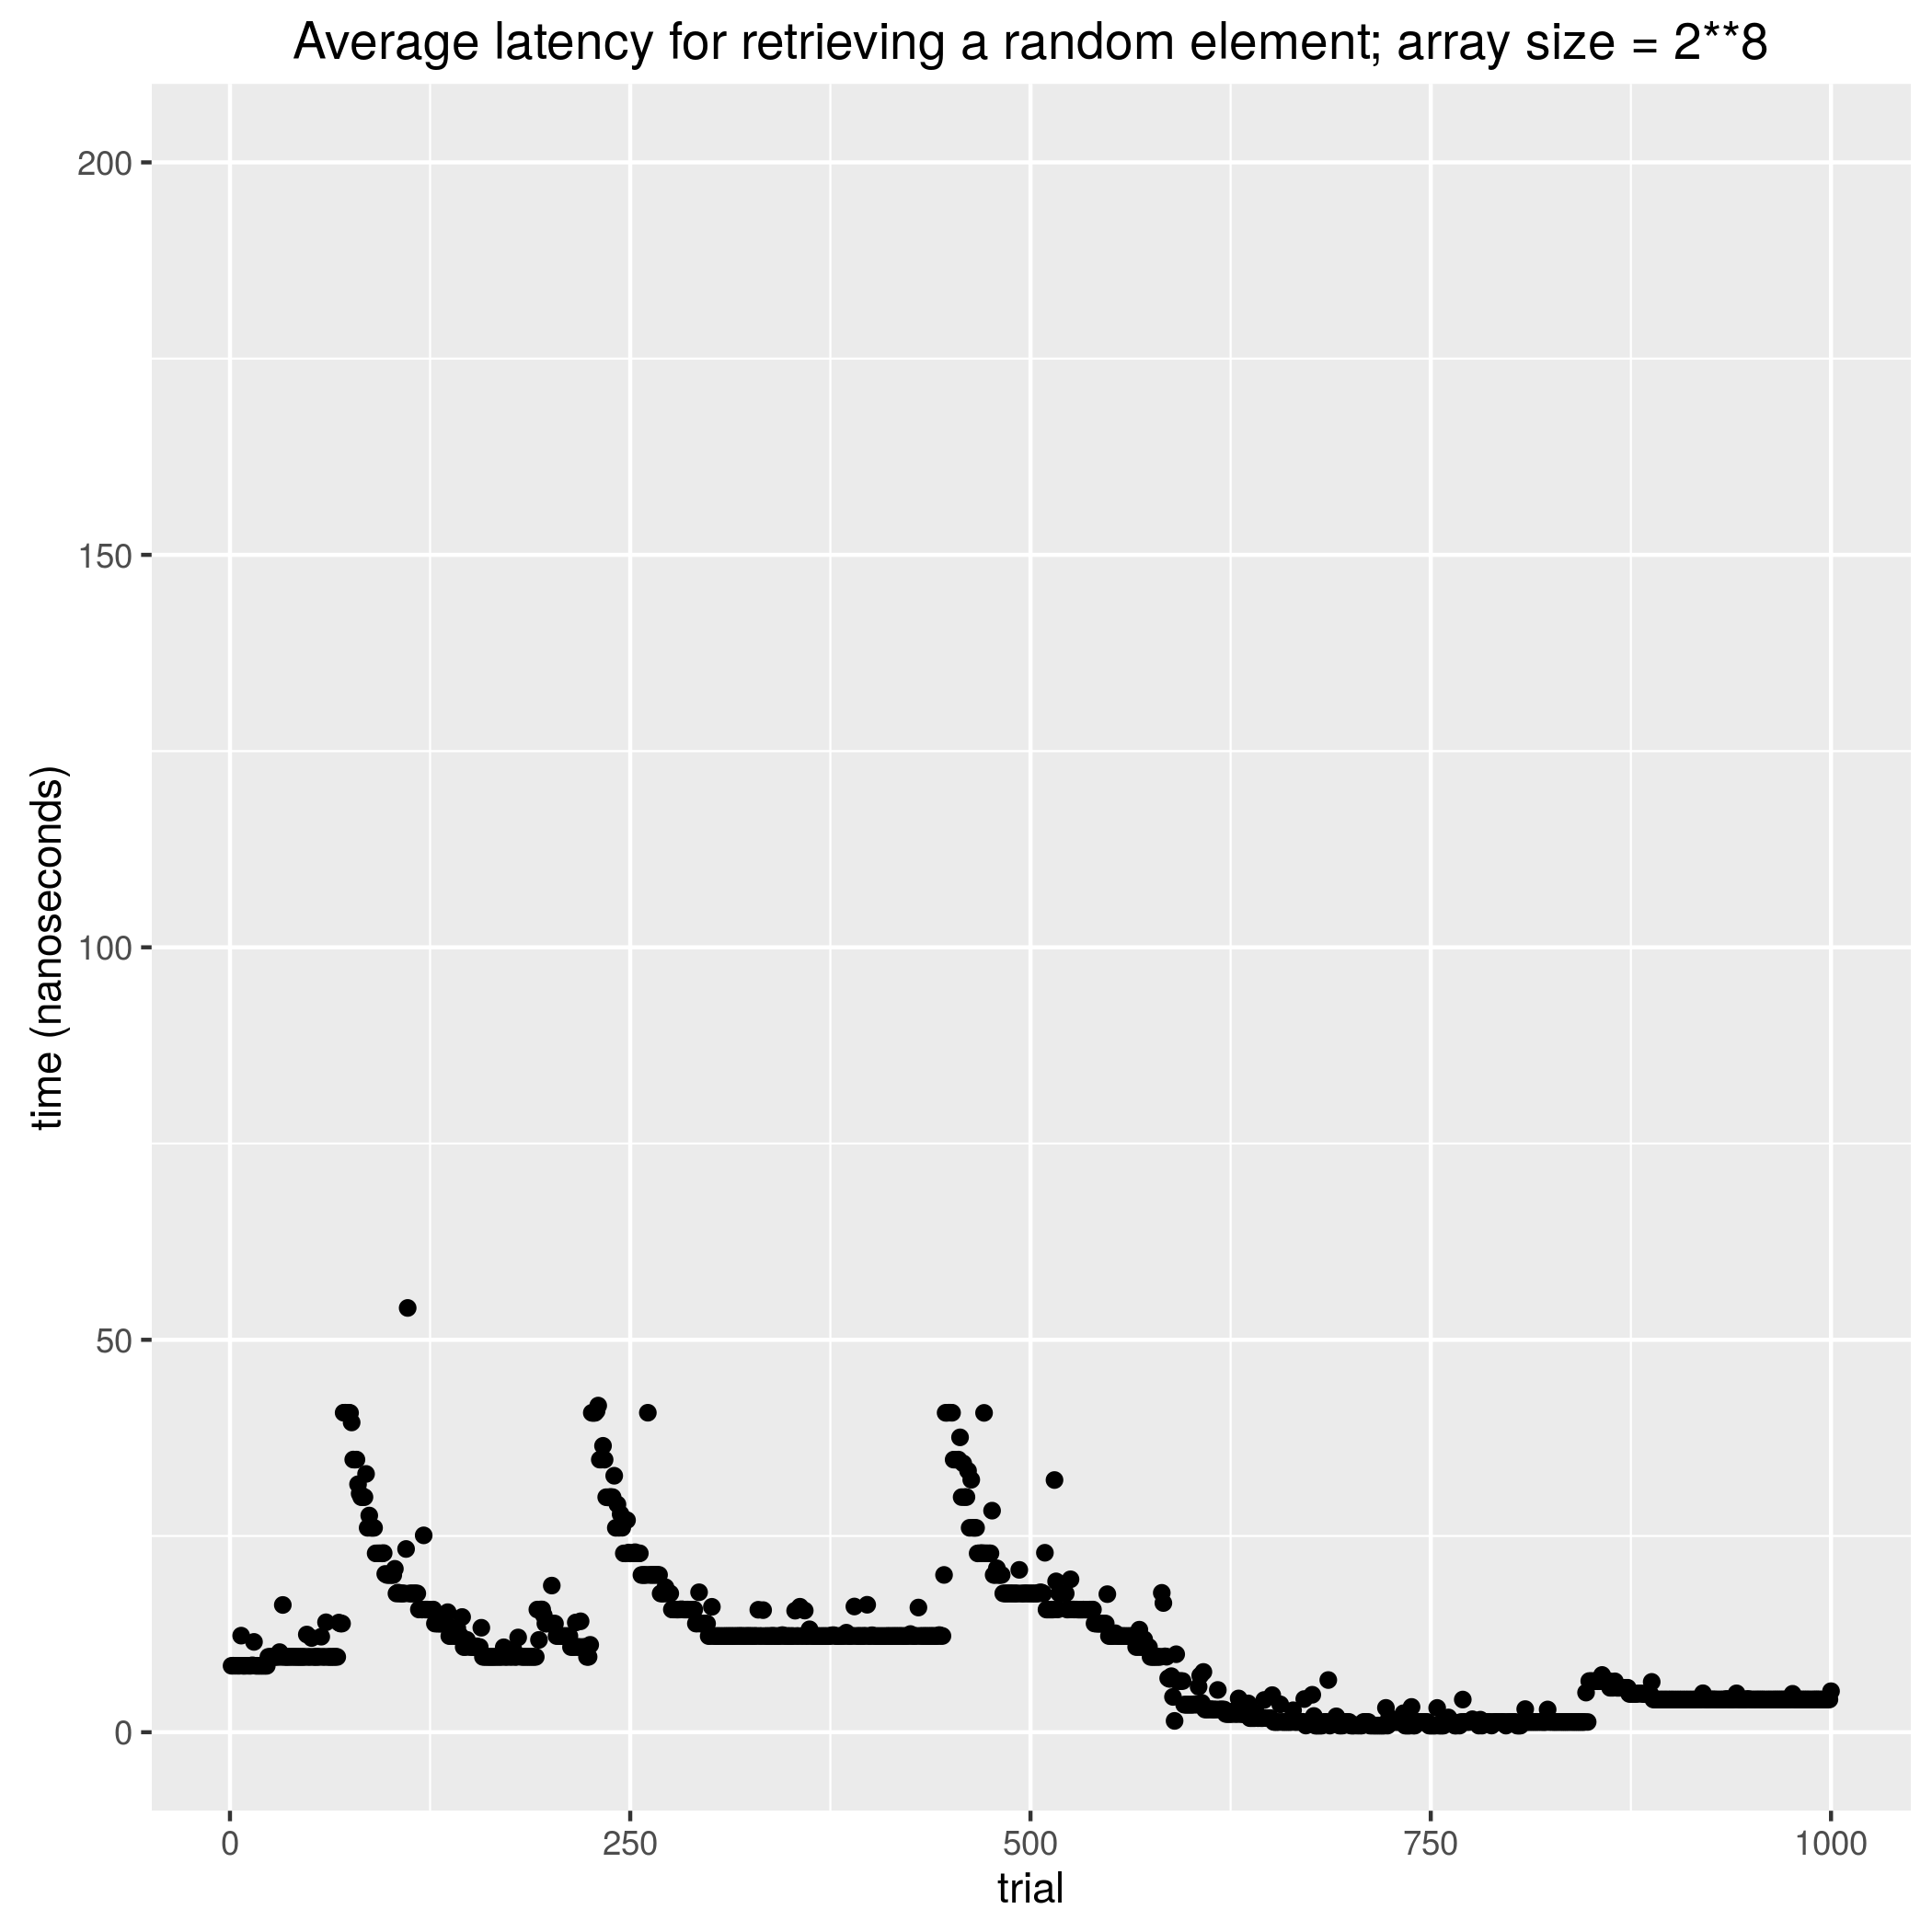 Average latency for retrieving a random element; array size = 2**8
200
150
100
50
0
time (nanoseconds)
0 250 500 750 1000
trial